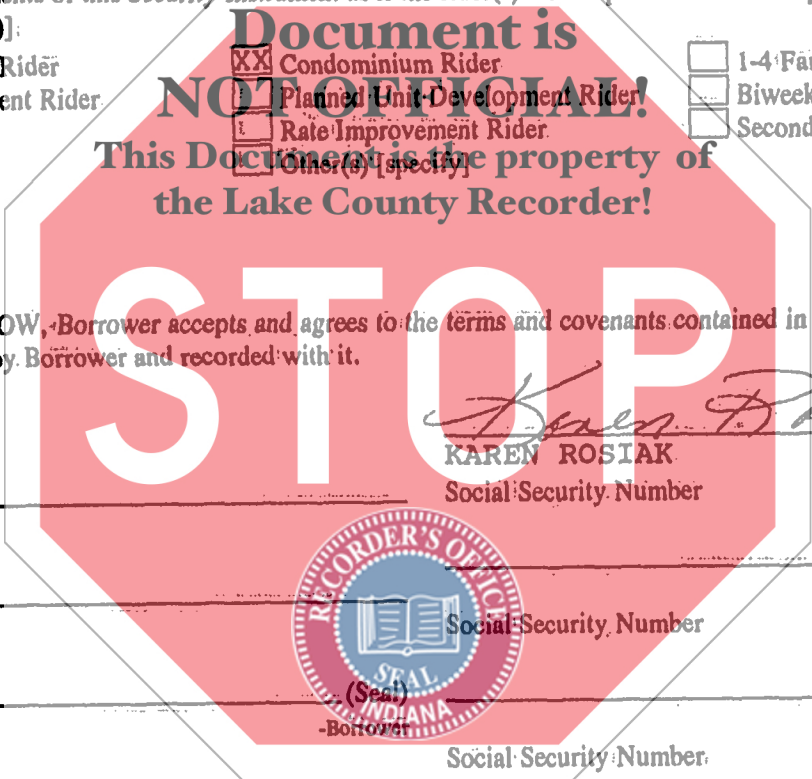 Document is
Rider
XX Condominium Rider
1-4 Fam
ent Rider
NOT OFFICIAL!
Planned Unit Development Rider
Biweek
Rate Improvement Rider
Second
This Document is the property of
Other(s) [specify]
the Lake County Recorder!
STOP
OW, Borrower accepts and agrees to the terms and covenants contained in
y Borrower and recorded with it.
Karen
KAREN ROSIAK
Social Security Number
RECORDER'S OFFICE
Social Security Number
SEAL
(Seal)
INDIANA
-Borrower
Social Security Number